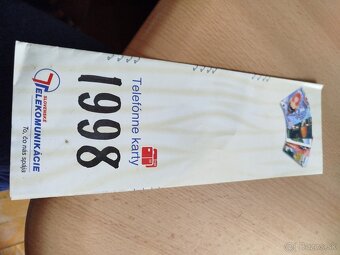 SLOVENSKÉ
TELEKOMUNIKÁCIE
To, čo nás spája
Telefónne karty
1998